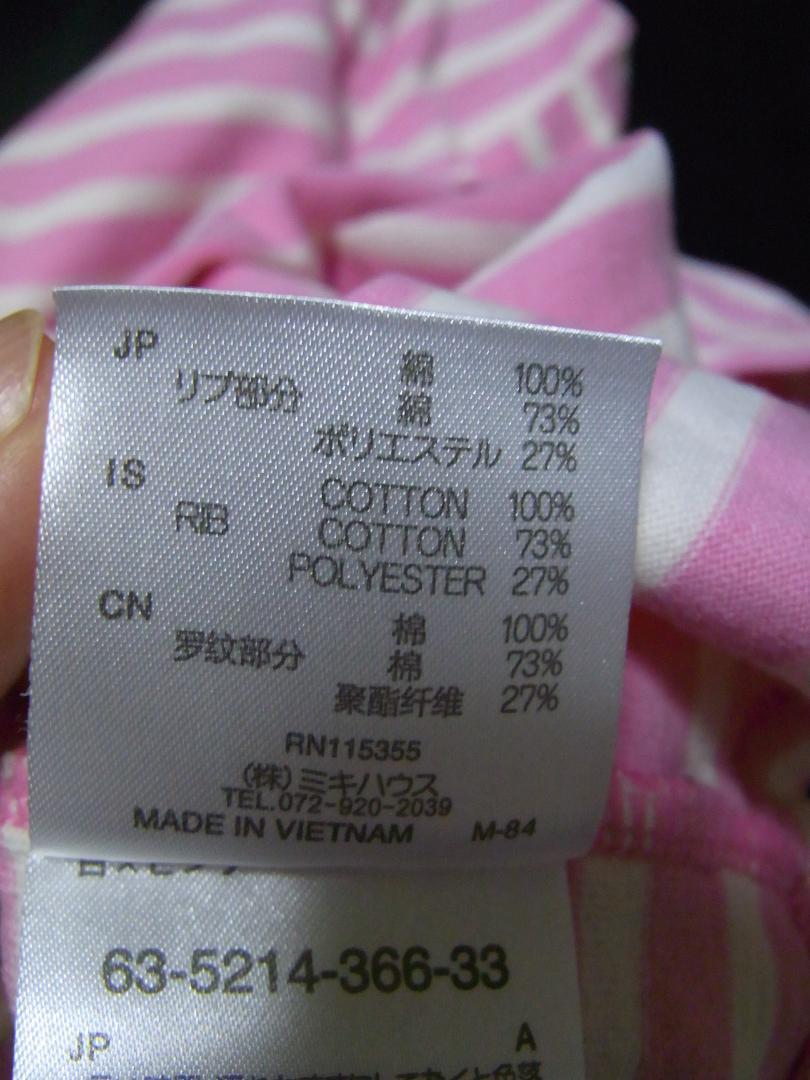 JP 綿 100%
リブ部分 綿 73%
ポリエステル 27%
IS COTTON 100%
RIB COTTON 73%
POLYESTER 27%
CN 棉 100%
罗纹部分 棉 73%
聚酯纤维 27%
RN115355
(株)ミキハウス
TEL.072-920-2039
MADE IN VIETNAM M-84
63-5214-366-33
JP A